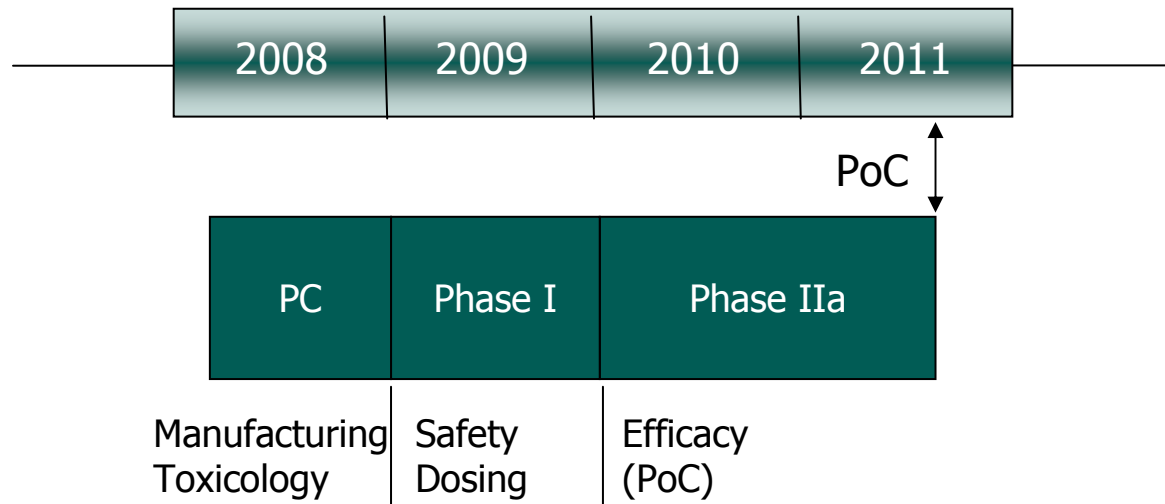 2008 2009 2010 2011
PoC
PC Phase I Phase IIa
Manufacturing Safety Efficacy
Toxicology Dosing (PoC)